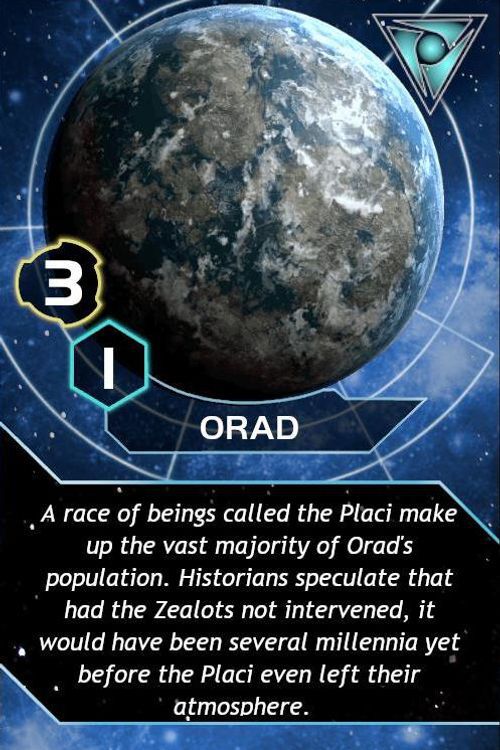 3
1
ORAD
A race of beings called the Placi make
up the vast majority of Orad's
population. Historians speculate that
had the Zealots not intervened, it
would have been several millennia yet
before the Placi even left their
atmosphere.